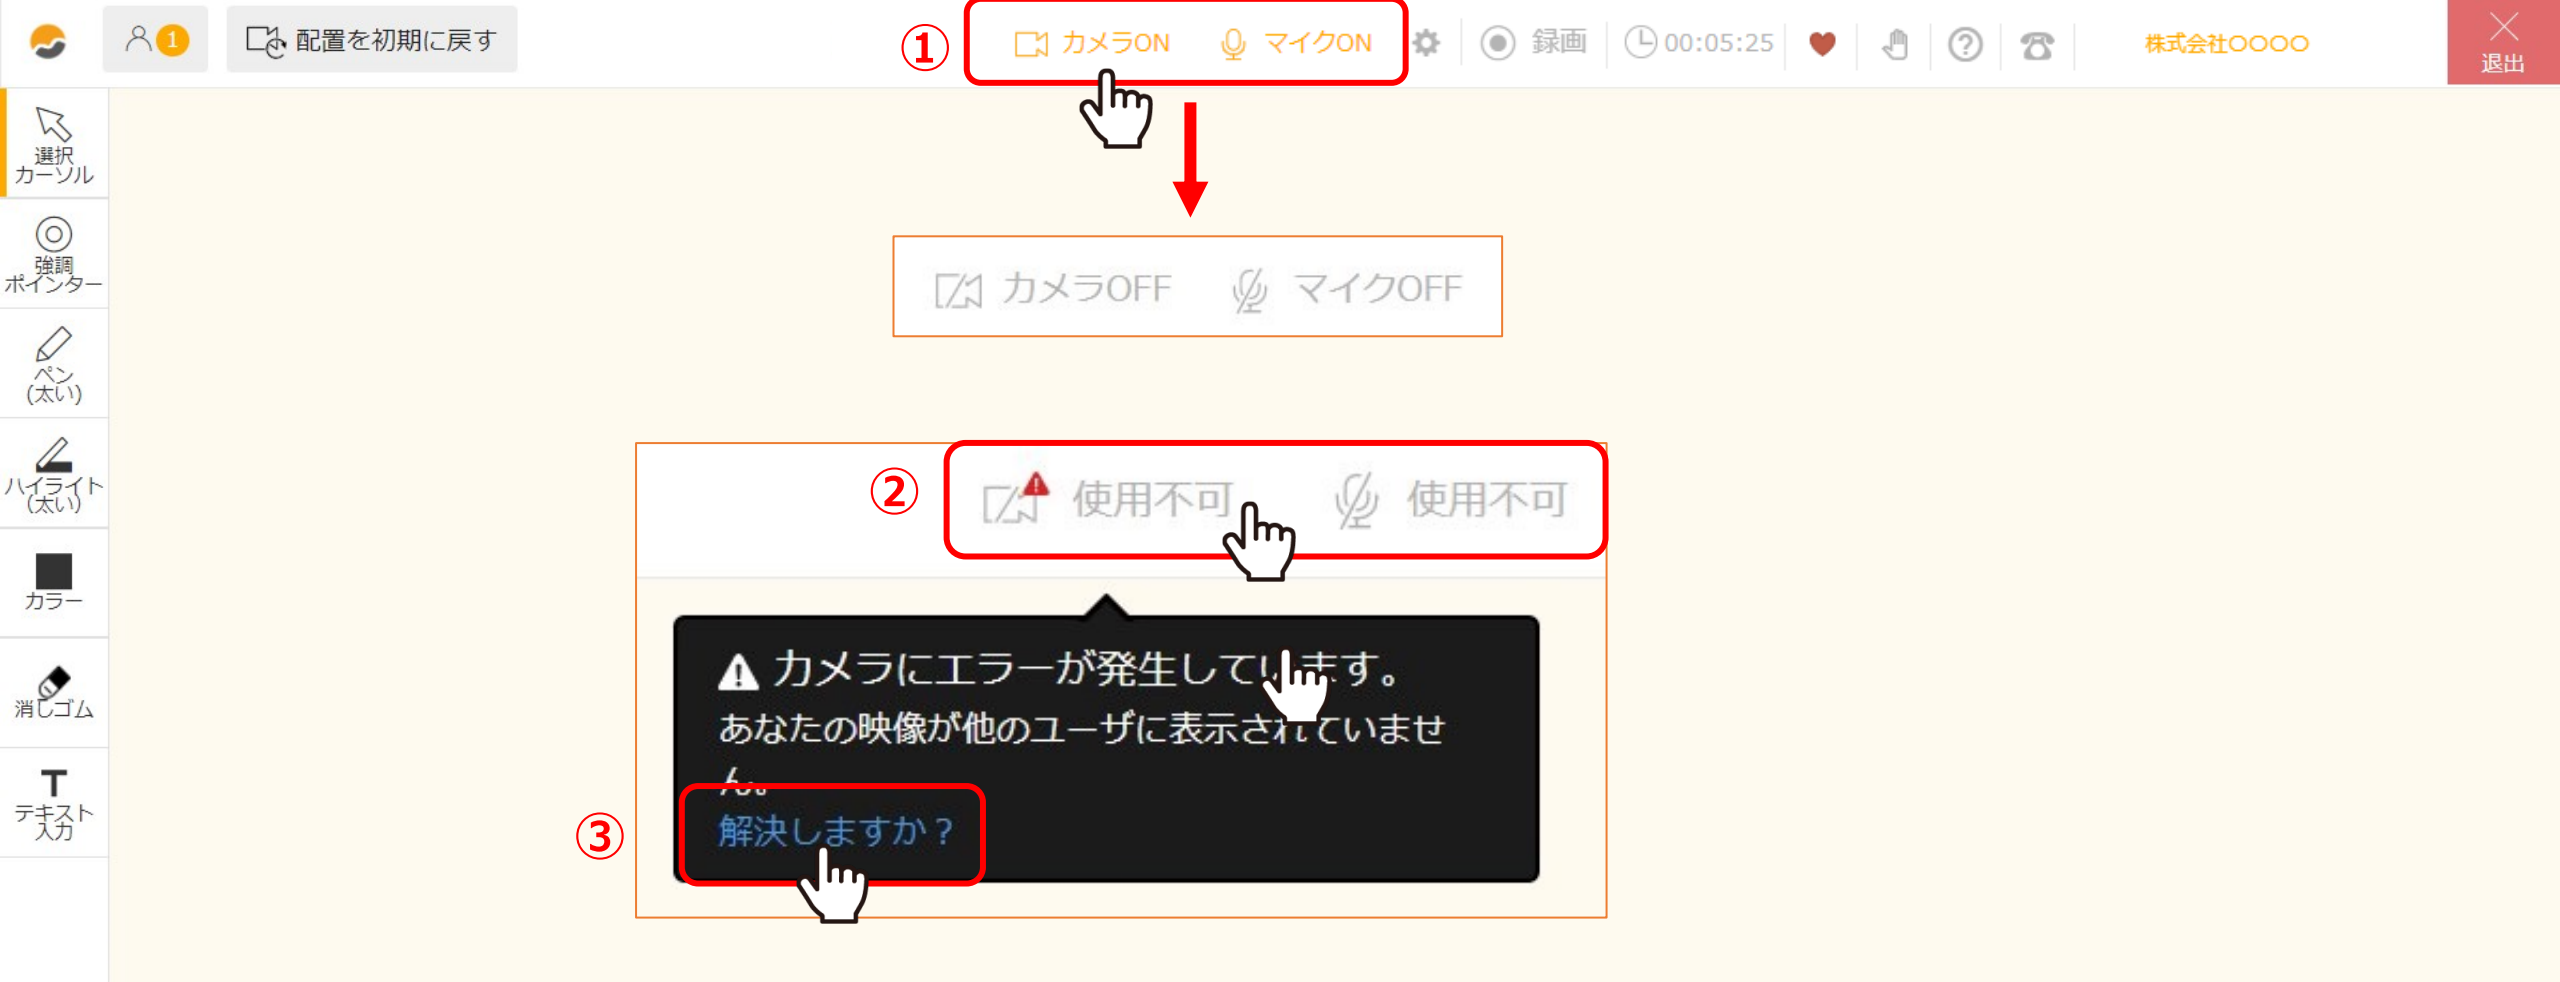 1
配置を初期に戻す
①
カメラON
マイクON
録画
00:05:25
株式会社〇〇〇〇
退出
選択
カーソル
強調
ポインター
ペン
(太い)
ハイライト
(太い)
カラー
消しゴム
T
テキスト
入力
カメラOFF
マイクOFF
②
使用不可
使用不可
カメラにエラーが発生しています。
あなたの映像が他のユーザに表示されていませ
ん。
③
解決しますか？